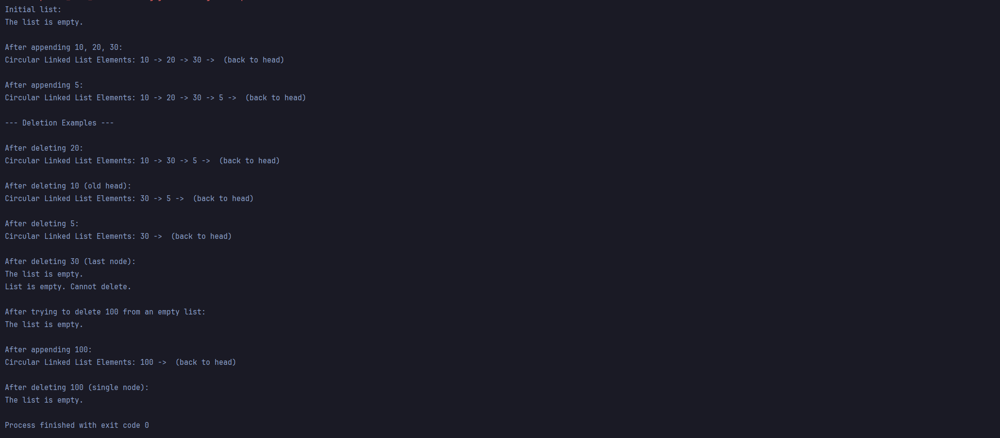 Initial list:
The list is empty.
After appending 10, 20, 30:
Circular Linked List Elements: 10 -> 20 -> 30 ->  (back to head)
After appending 5:
Circular Linked List Elements: 10 -> 20 -> 30 -> 5 ->  (back to head)
--- Deletion Examples ---
After deleting 20:
Circular Linked List Elements: 10 -> 30 -> 5 ->  (back to head)
After deleting 10 (old head):
Circular Linked List Elements: 30 -> 5 ->  (back to head)
After deleting 5:
Circular Linked List Elements: 30 ->  (back to head)
After deleting 30 (last node):
The list is empty.
List is empty. Cannot delete.
After trying to delete 100 from an empty list:
The list is empty.
After appending 100:
Circular Linked List Elements: 100 ->  (back to head)
After deleting 100 (single node):
The list is empty.
Process finished with exit code 0